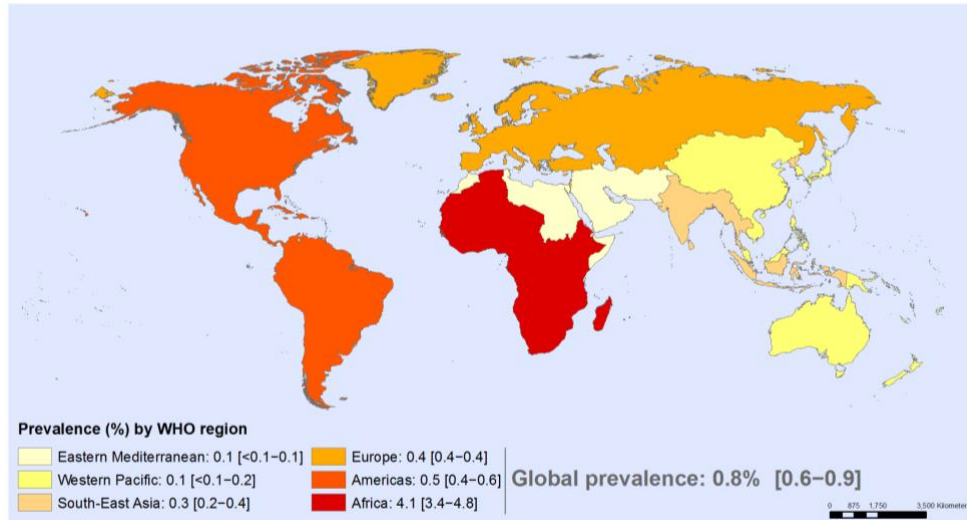 Prevalence (%) by WHO region
Eastern Mediterranean: 0.1 [<0.1–0.1]
Western Pacific: 0.1 [<0.1–0.2]
South-East Asia: 0.3 [0.2–0.4]
Europe: 0.4 [0.4–0.4]
Americas: 0.5 [0.4–0.6]
Africa: 4.1 [3.4–4.8]
Global prevalence: 0.8% [0.6–0.9]
0 875 1,750 3,500 Kilometer